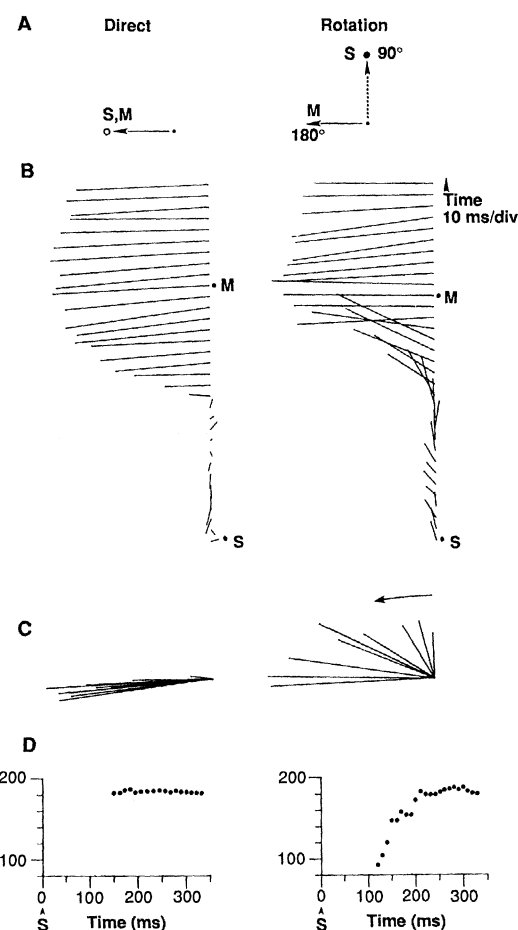 A
Direct
Rotation
S 90°
S,M
M
180°
B
Time
10 ms/div
M
M
S
S
C
D
200
100
0 100 200 300
S
Time (ms)
200
100
0 100 200 300
S
Time (ms)